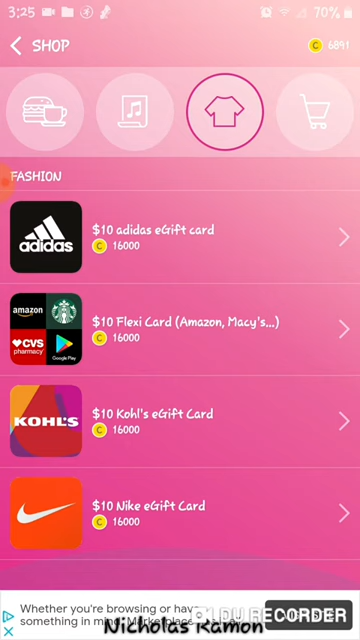 3:25
70%
SHOP
C 6891
FASHION
adidas
$10 adidas eGift card
C 16000
amazon
CVS
pharmacy
Google Play
$10 Flexi Card (Amazon, Macy's...)
C 16000
KOHL'S
$10 Kohl's eGift Card
C 16000
$10 Nike eGift Card
C 16000
Whether you're browsing or have
something in mind, Marketplace
DU RECORDER
Nicholas Ramon